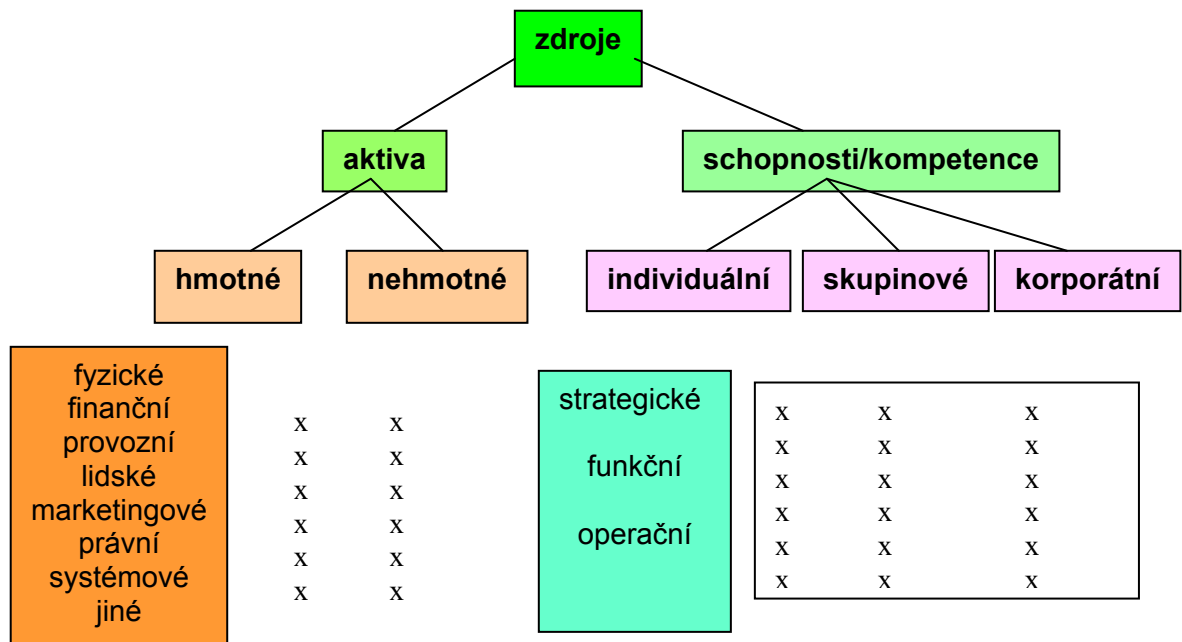 zdroje
aktiva
schopnosti/kompetence
hmotné
nehmotné
individuální
skupinové
korporátní
fyzické
finanční
provozní
lidské
marketingové
právní
systémové
jiné
x x
x x
x x
x x
x x
x x
strategické
funkční
operační
x x x
x x x
x x x
x x x
x x x
x x x